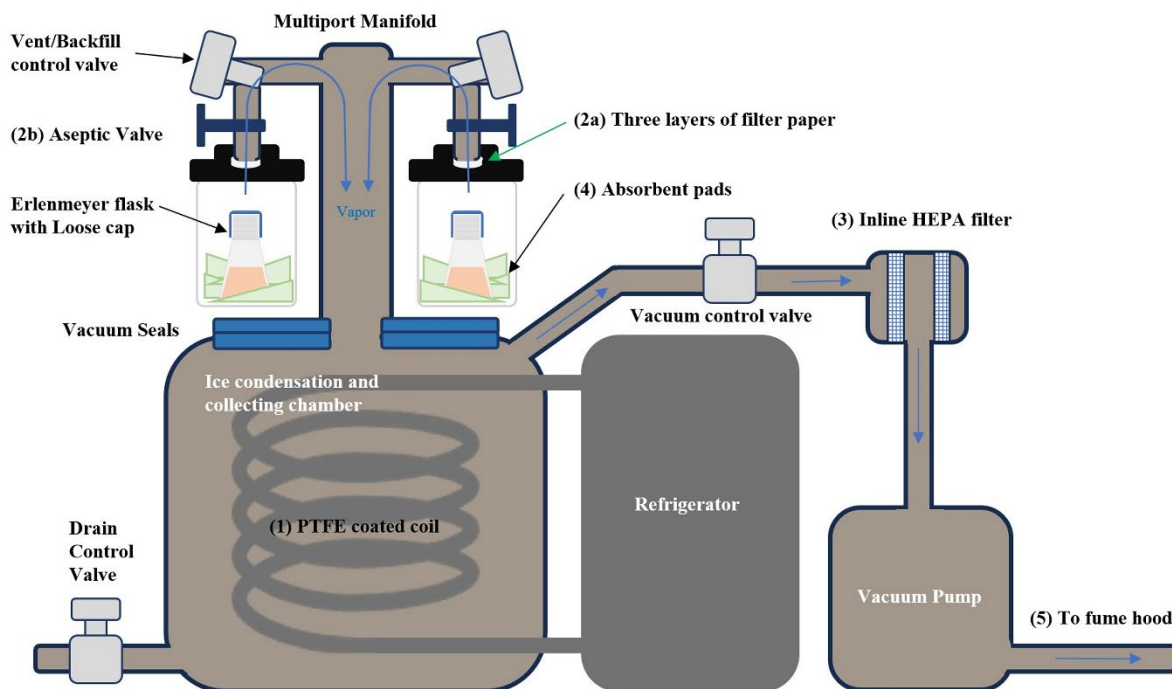 Multiport Manifold
Vent/Backfill
control valve
(2b) Aseptic Valve
(2a) Three layers of filter paper
Erlenmeyer flask
with Loose cap
Vapor
(4) Absorbent pads
(3) Inline HEPA filter
Vacuum Seals
Vacuum control valve
Ice condensation and
collecting chamber
Refrigerator
(1) PTFE coated coil
Drain
Control
Valve
Vacuum Pump
(5) To fume hood